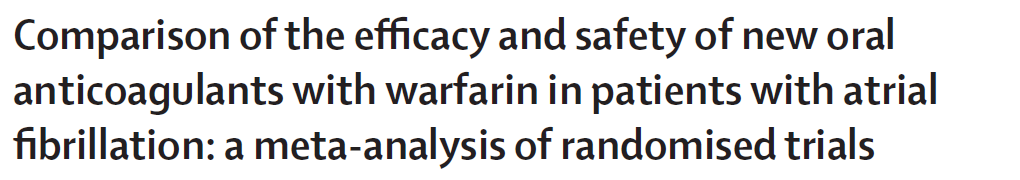 Comparison of the efficacy and safety of new oral
anticoagulants with warfarin in patients with atrial
fibrillation: a meta-analysis of randomised trials